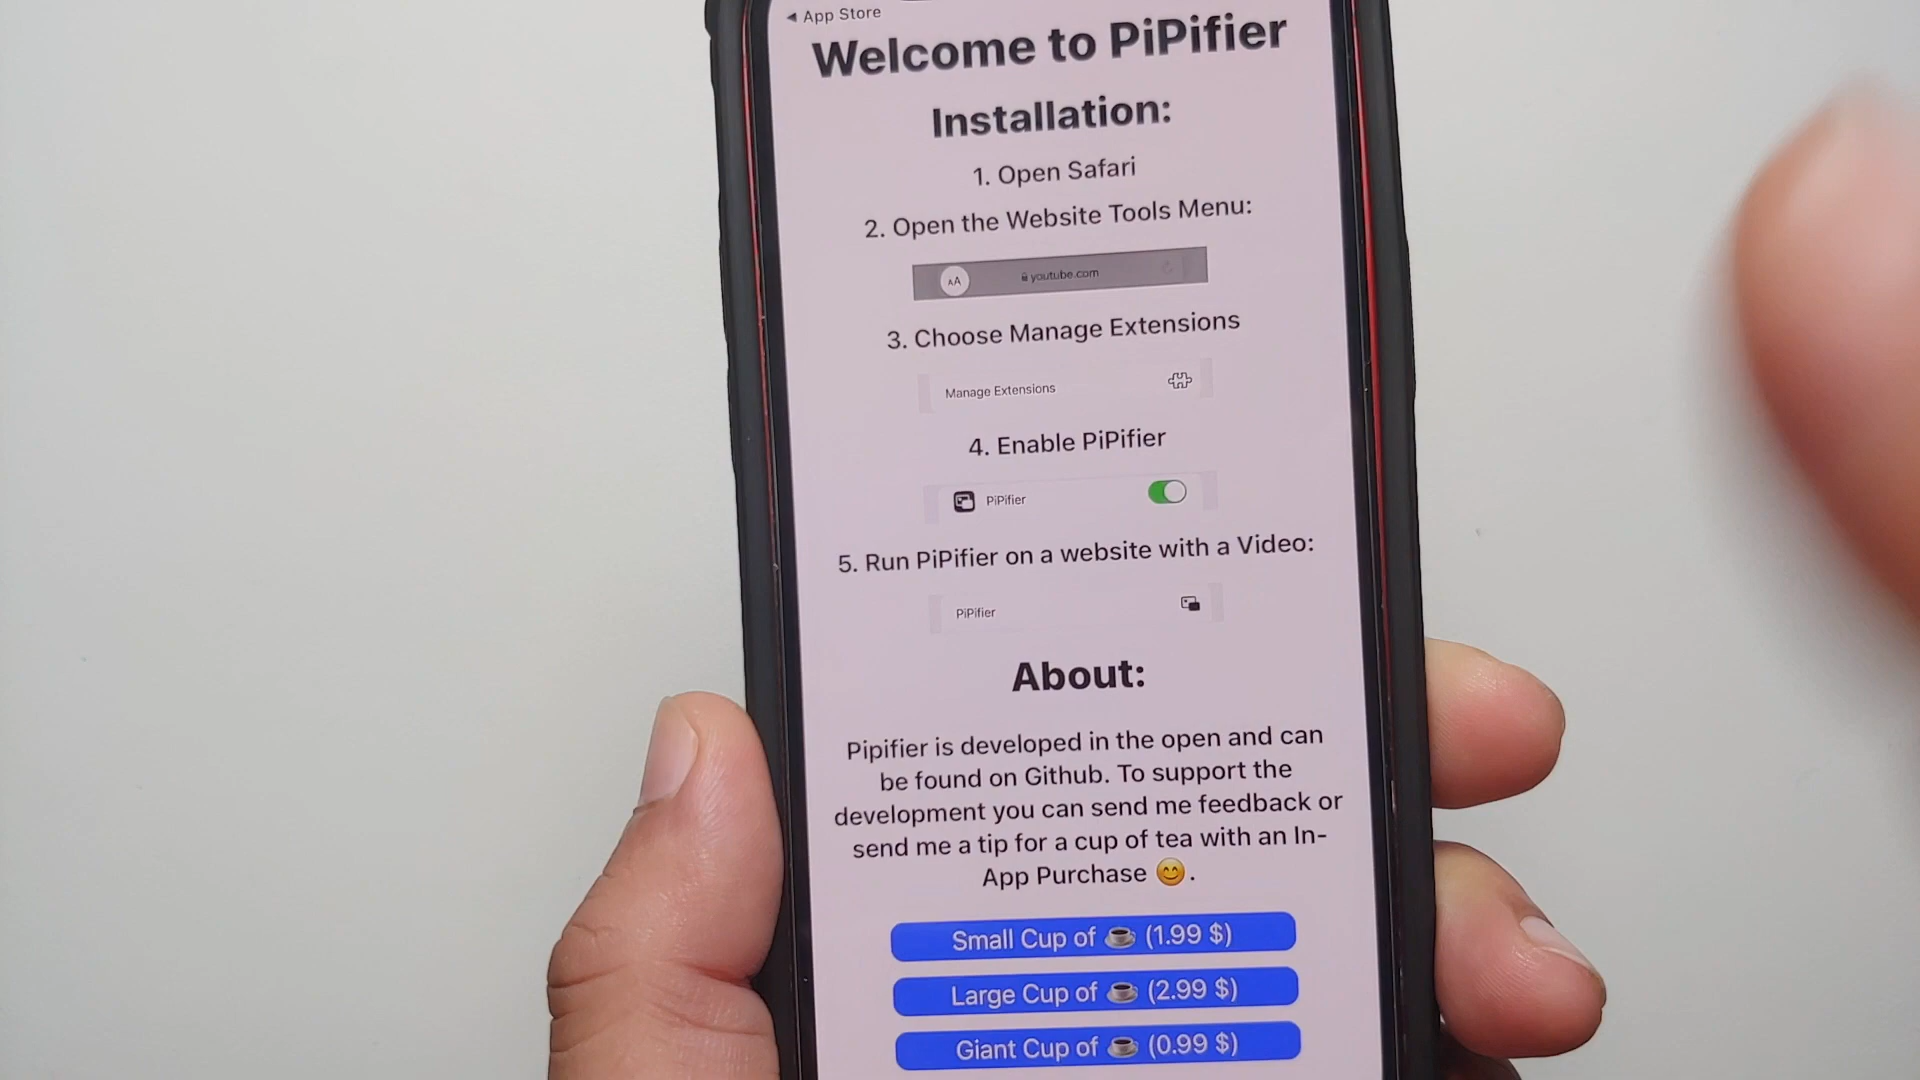 ◀ App Store
Welcome to PiPifier
Installation:
1. Open Safari
2. Open the Website Tools Menu:
AA youtube.com
3. Choose Manage Extensions
Manage Extensions
4. Enable PiPifier
PiPifier
5. Run PiPifier on a website with a Video:
PiPifier
About:
Pipifier is developed in the open and can
be found on Github. To support the
development you can send me feedback or
send me a tip for a cup of tea with an In-
App Purchase 😊.
Small Cup of ☕ (1.99 $)
Large Cup of ☕ (2.99 $)
Giant Cup of ☕ (0.99 $)